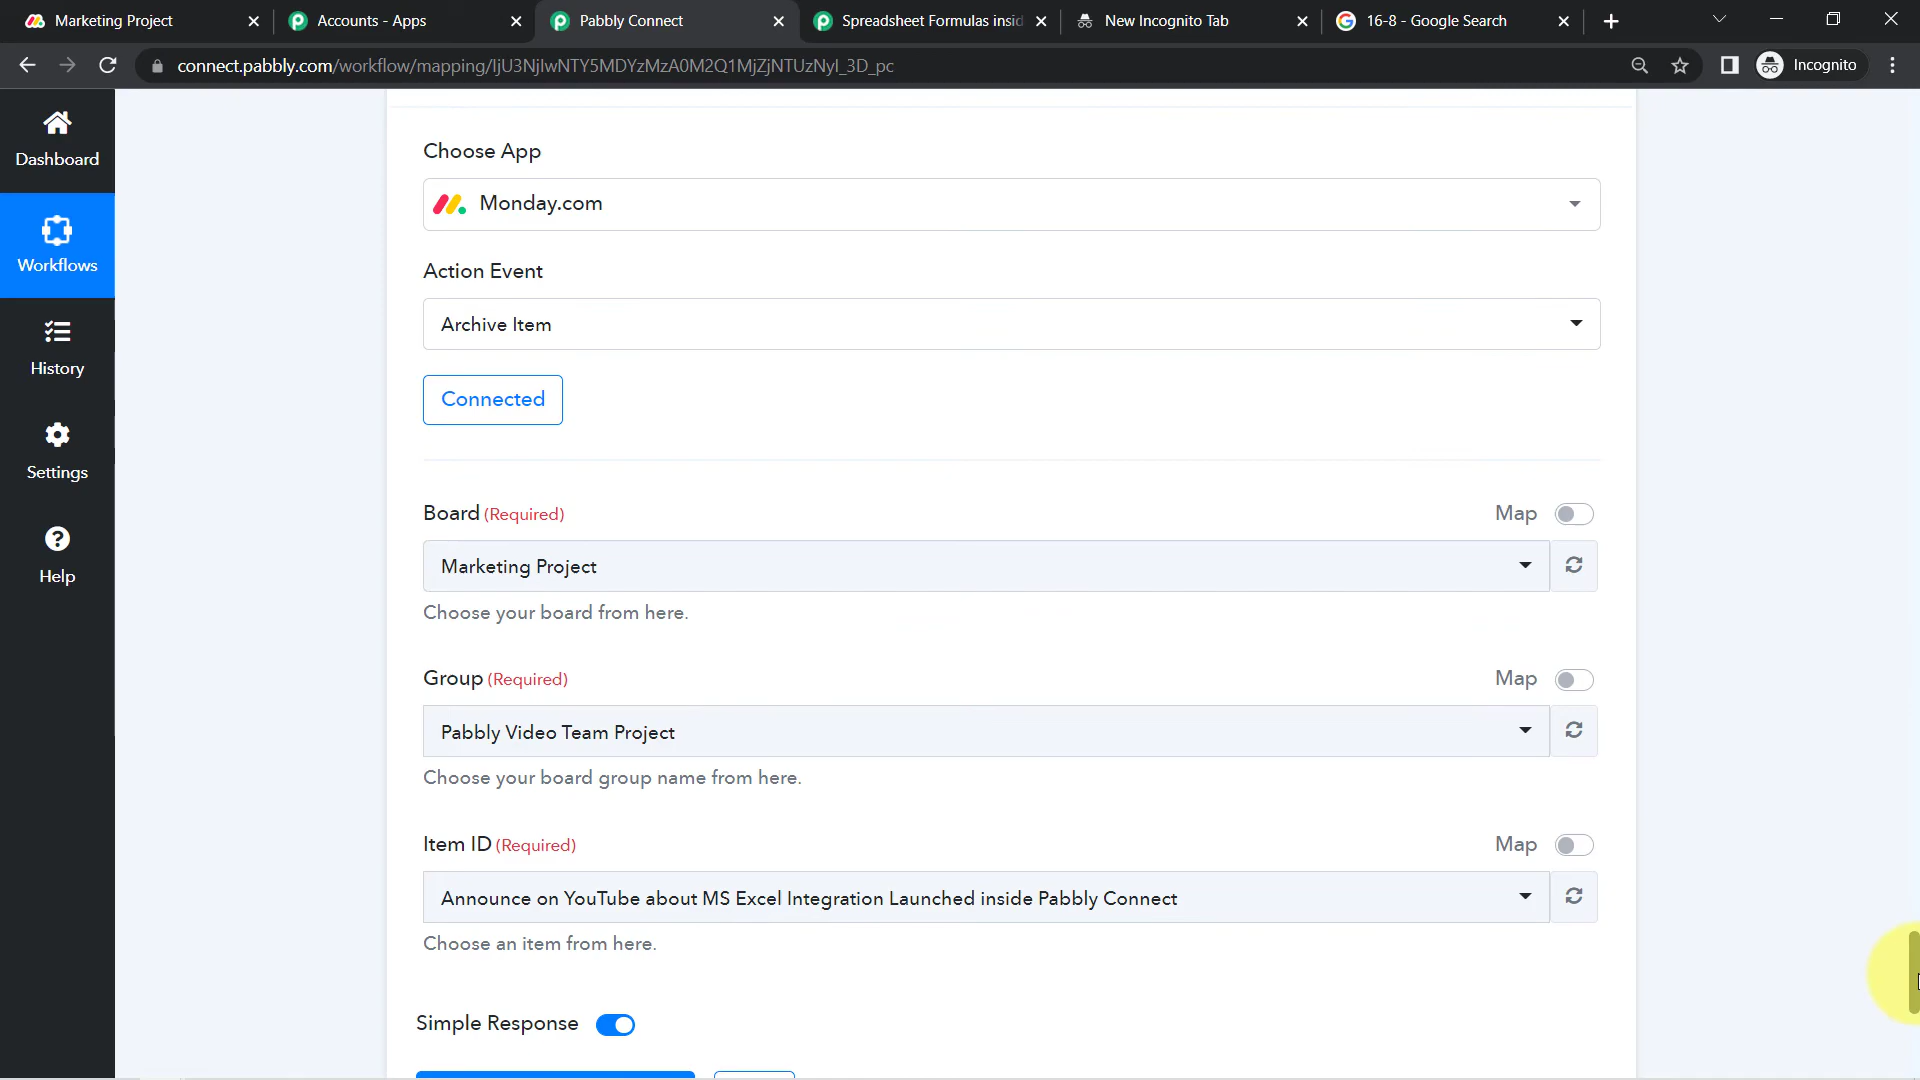 Marketing Project
Accounts - Apps
Pabbly Connect
Spreadsheet Formulas insid
New Incognito Tab
16-8 - Google Search
connect.pabbly.com/workflow/mapping/IjU3NjIwNTY5MDYzMzA0M2Q1MjZjNTUzNyI_3D_pc
Incognito
Dashboard
Workflows
History
Settings
Help
Choose App
Monday.com
Action Event
Archive Item
Connected
Board (Required)
Map
Marketing Project
Choose your board from here.
Group (Required)
Map
Pabbly Video Team Project
Choose your board group name from here.
Item ID (Required)
Map
Announce on YouTube about MS Excel Integration Launched inside Pabbly Connect
Choose an item from here.
Simple Response